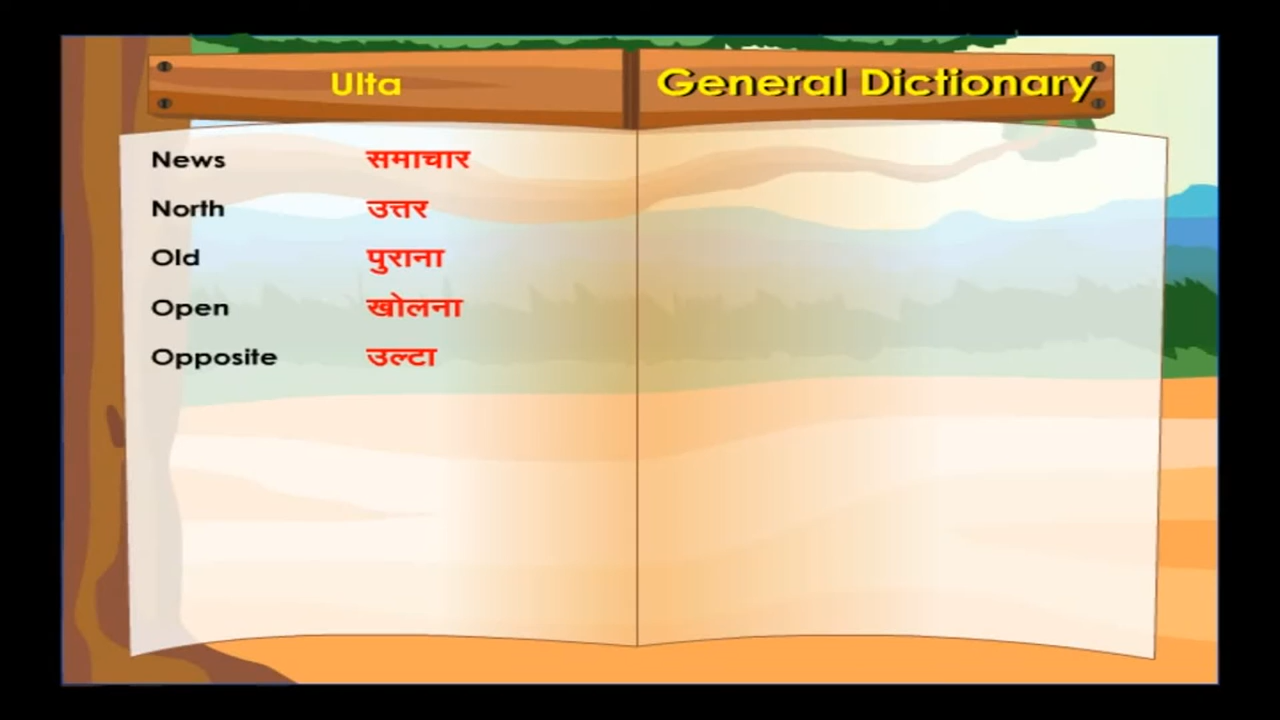 Ulta
General Dictionary
News समाचार
North उत्तर
Old पुराना
Open खोलना
Opposite उल्टा